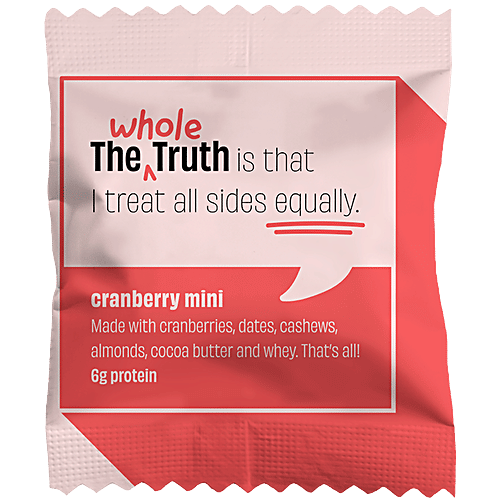 whole
The Truth is that
I treat all sides equally.
cranberry mini
Made with cranberries, dates, cashews,
almonds, cocoa butter and whey. That's all!
6g protein